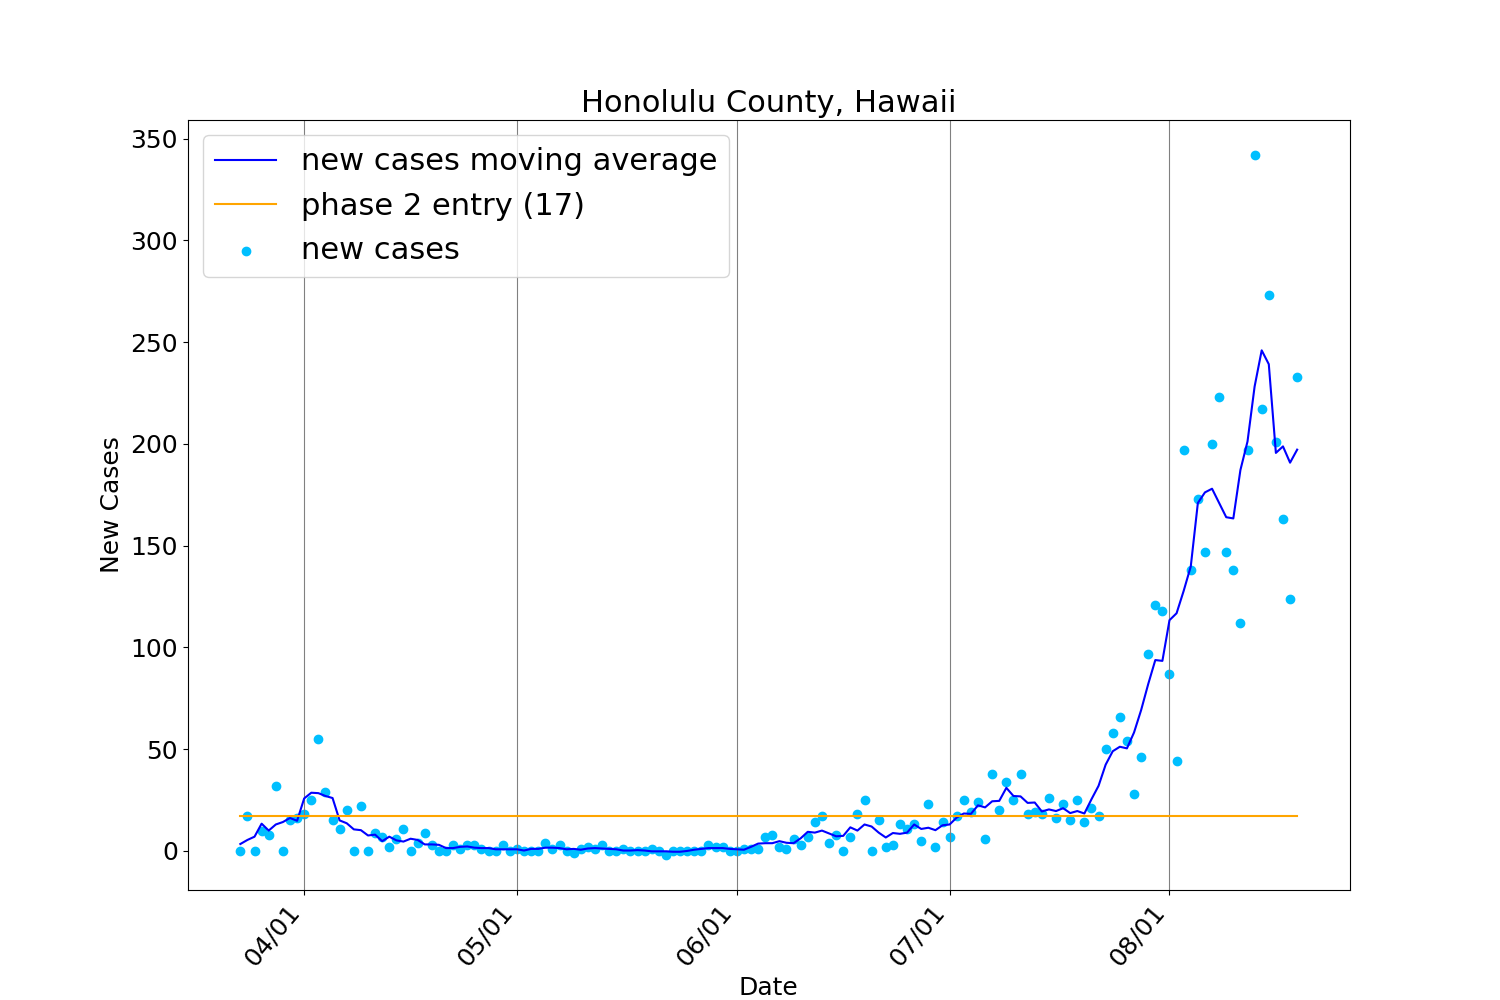 Honolulu County, Hawaii
new cases moving average
phase 2 entry (17)
new cases
350
300
250
200
150
100
50
0
New Cases
04/01
05/01
06/01
07/01
08/01
Date